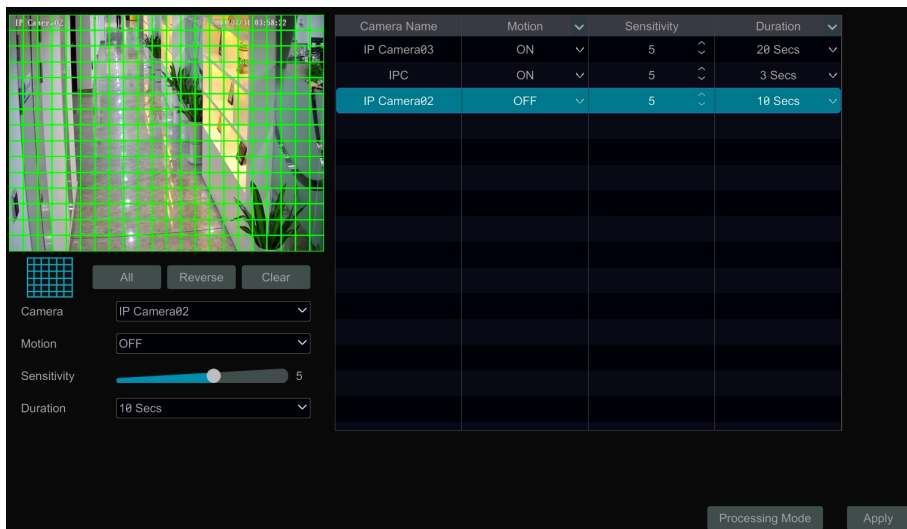 Camera Name Motion Sensitivity Duration
IP Camera03 ON 5 20 Secs
IPC ON 5 3 Secs
IP Camera02 OFF 5 10 Secs
All Reverse Clear
Camera IP Camera02
Motion OFF
Sensitivity 5
Duration 10 Secs
Processing Mode Apply